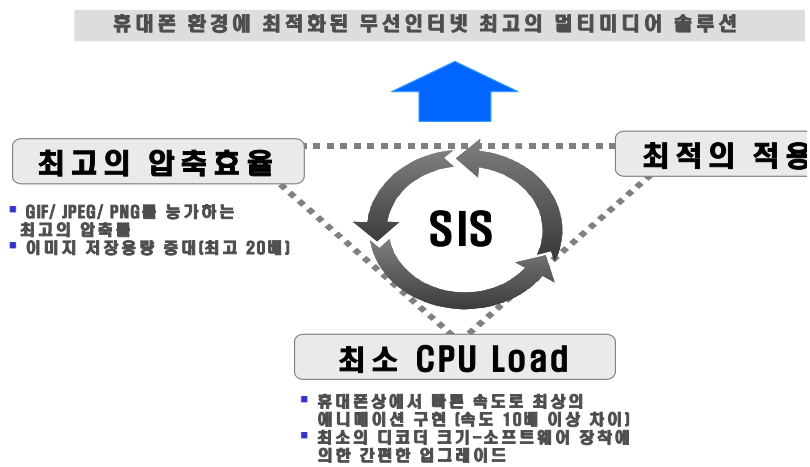 휴대폰 환경에 최적화된 무선인터넷 최고의 멀티미디어 솔루션
최고의 압축효율
최적의 적용
GIF/ JPEG/ PNG를 능가하는
최고의 압축률
이미지 저장용량 증대(최고 20배)
SIS
최소 CPU Load
휴대폰상에서 빠른 속도로 최상의
애니메이션 구현 (속도 10배 이상 차이)
최소의 디코더 크기-소프트웨어 장착에
의한 간편한 업그레이드